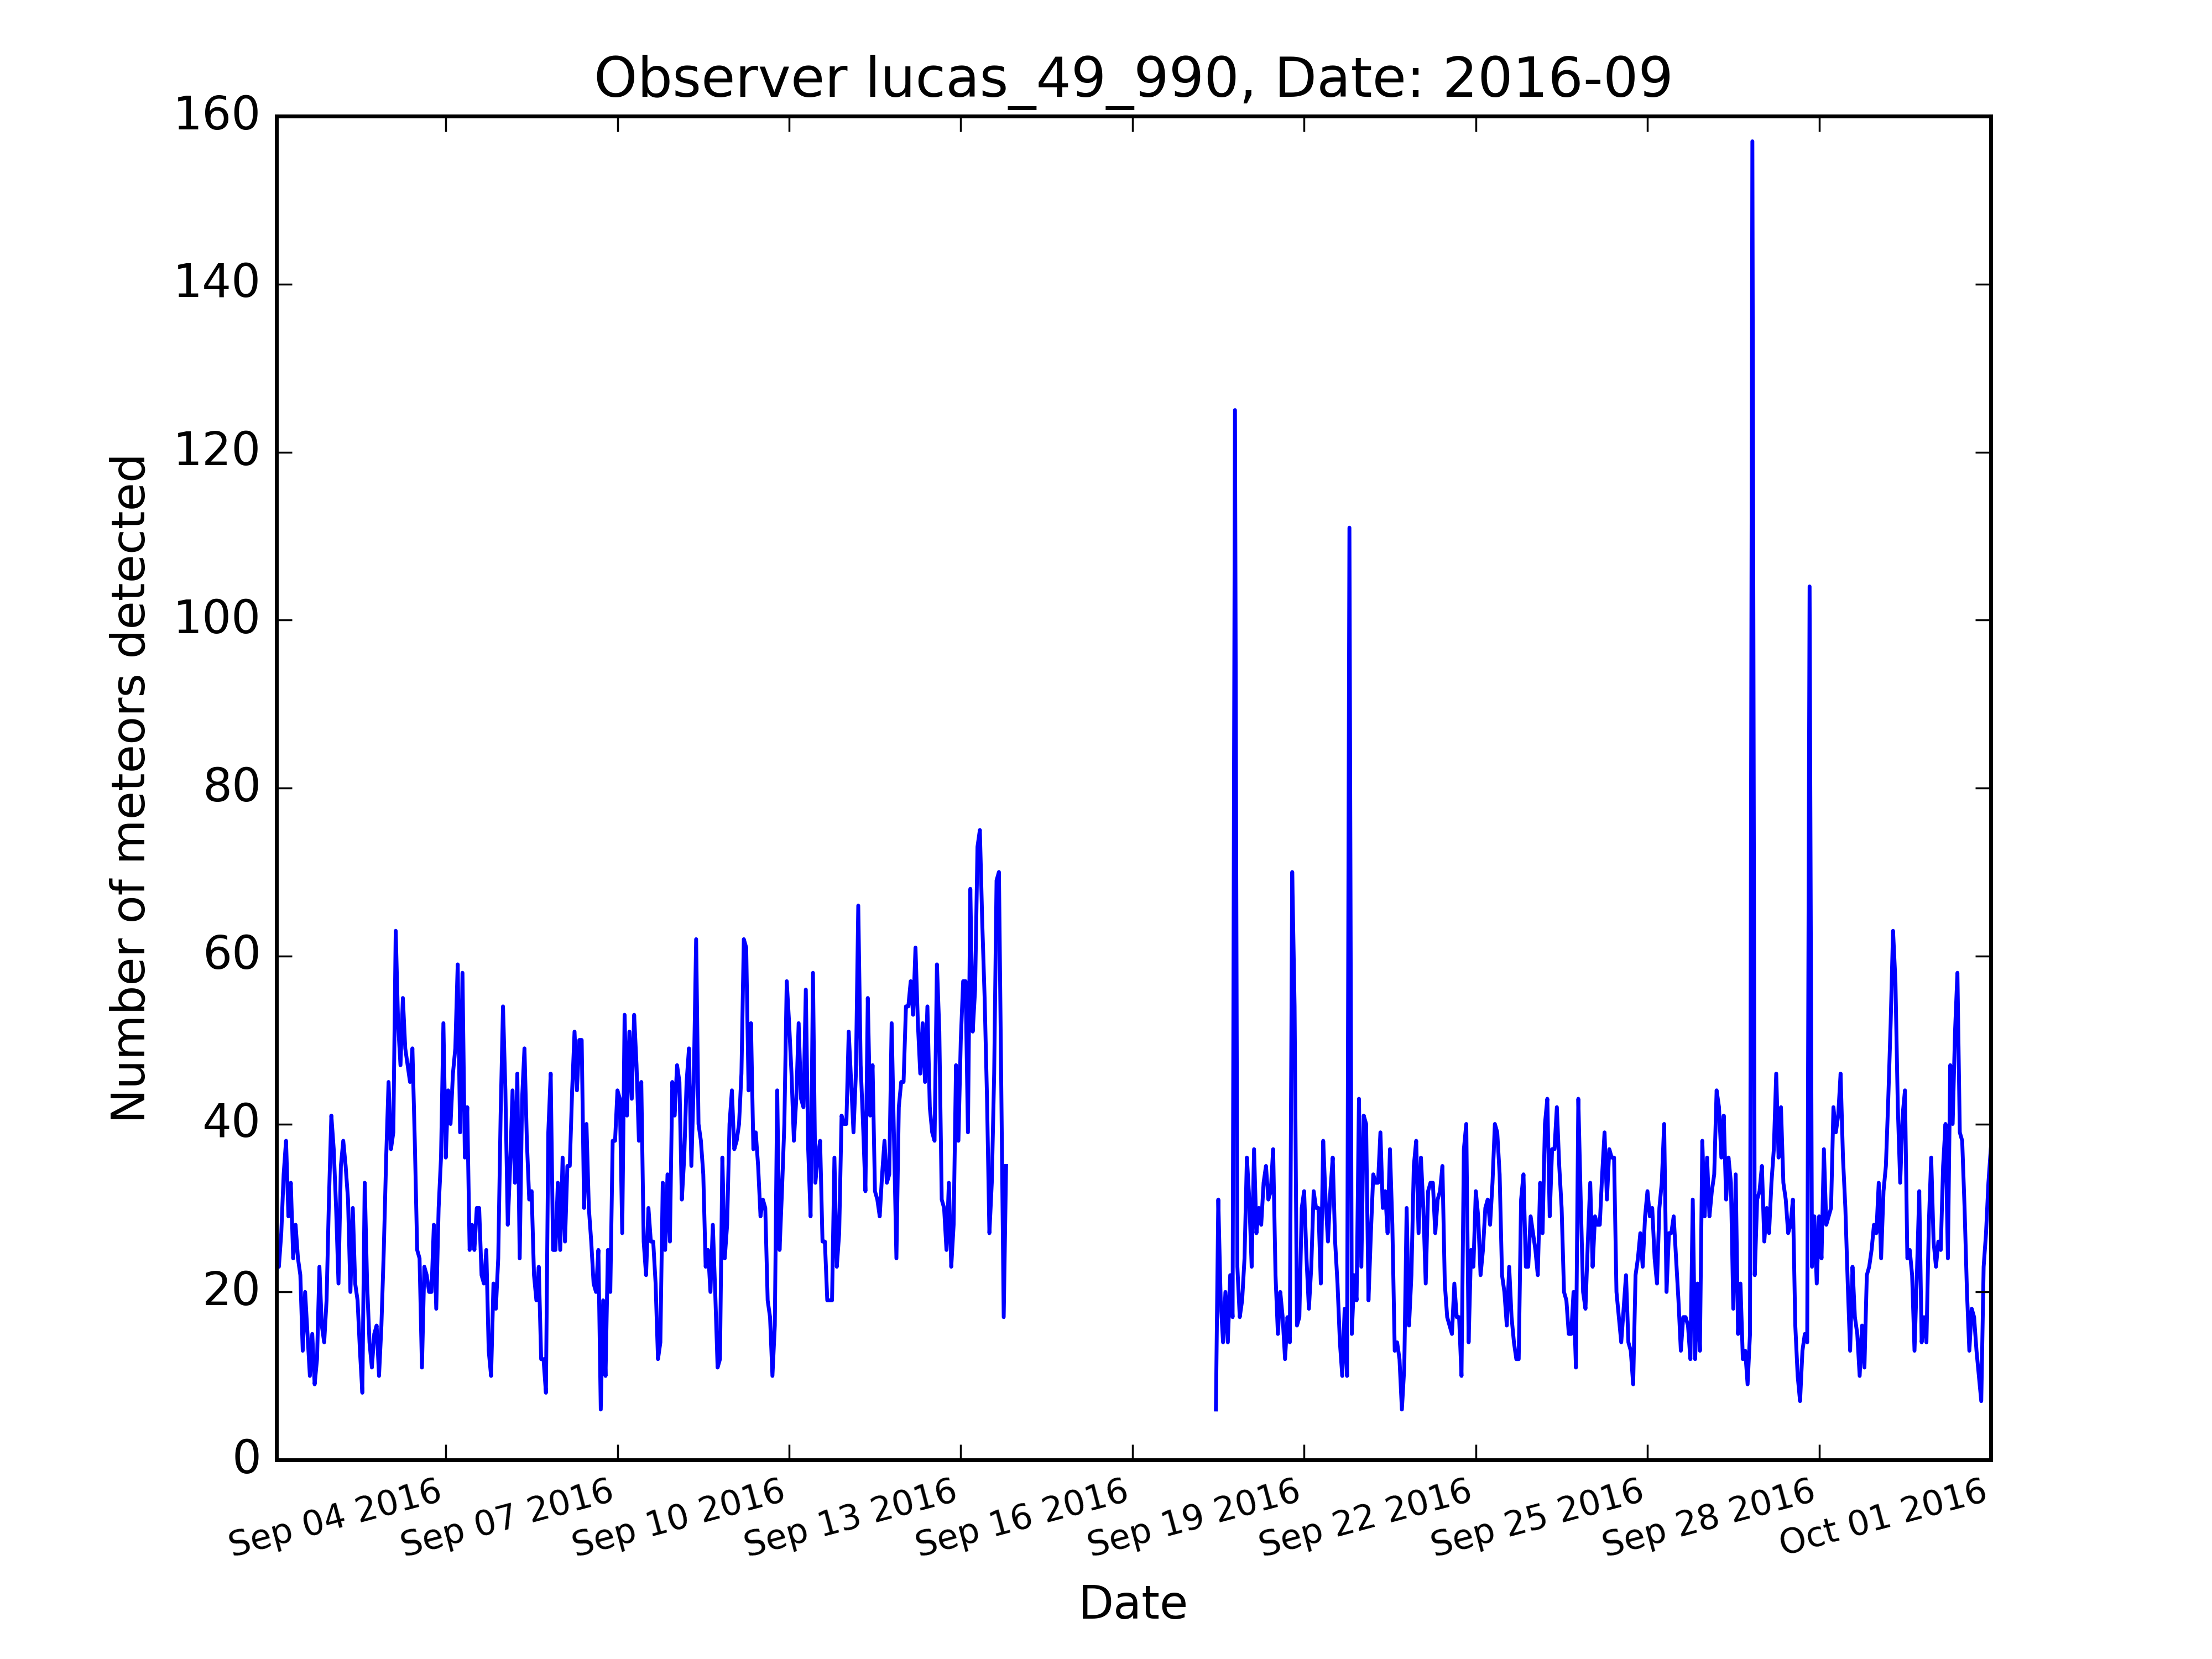 Observer lucas_49_990, Date: 2016-09
160
140
120
100
80
60
40
20
0
Number of meteors detected
Sep 04 2016
Sep 07 2016
Sep 10 2016
Sep 13 2016
Sep 16 2016
Sep 19 2016
Sep 22 2016
Sep 25 2016
Sep 28 2016
Oct 01 2016
Date